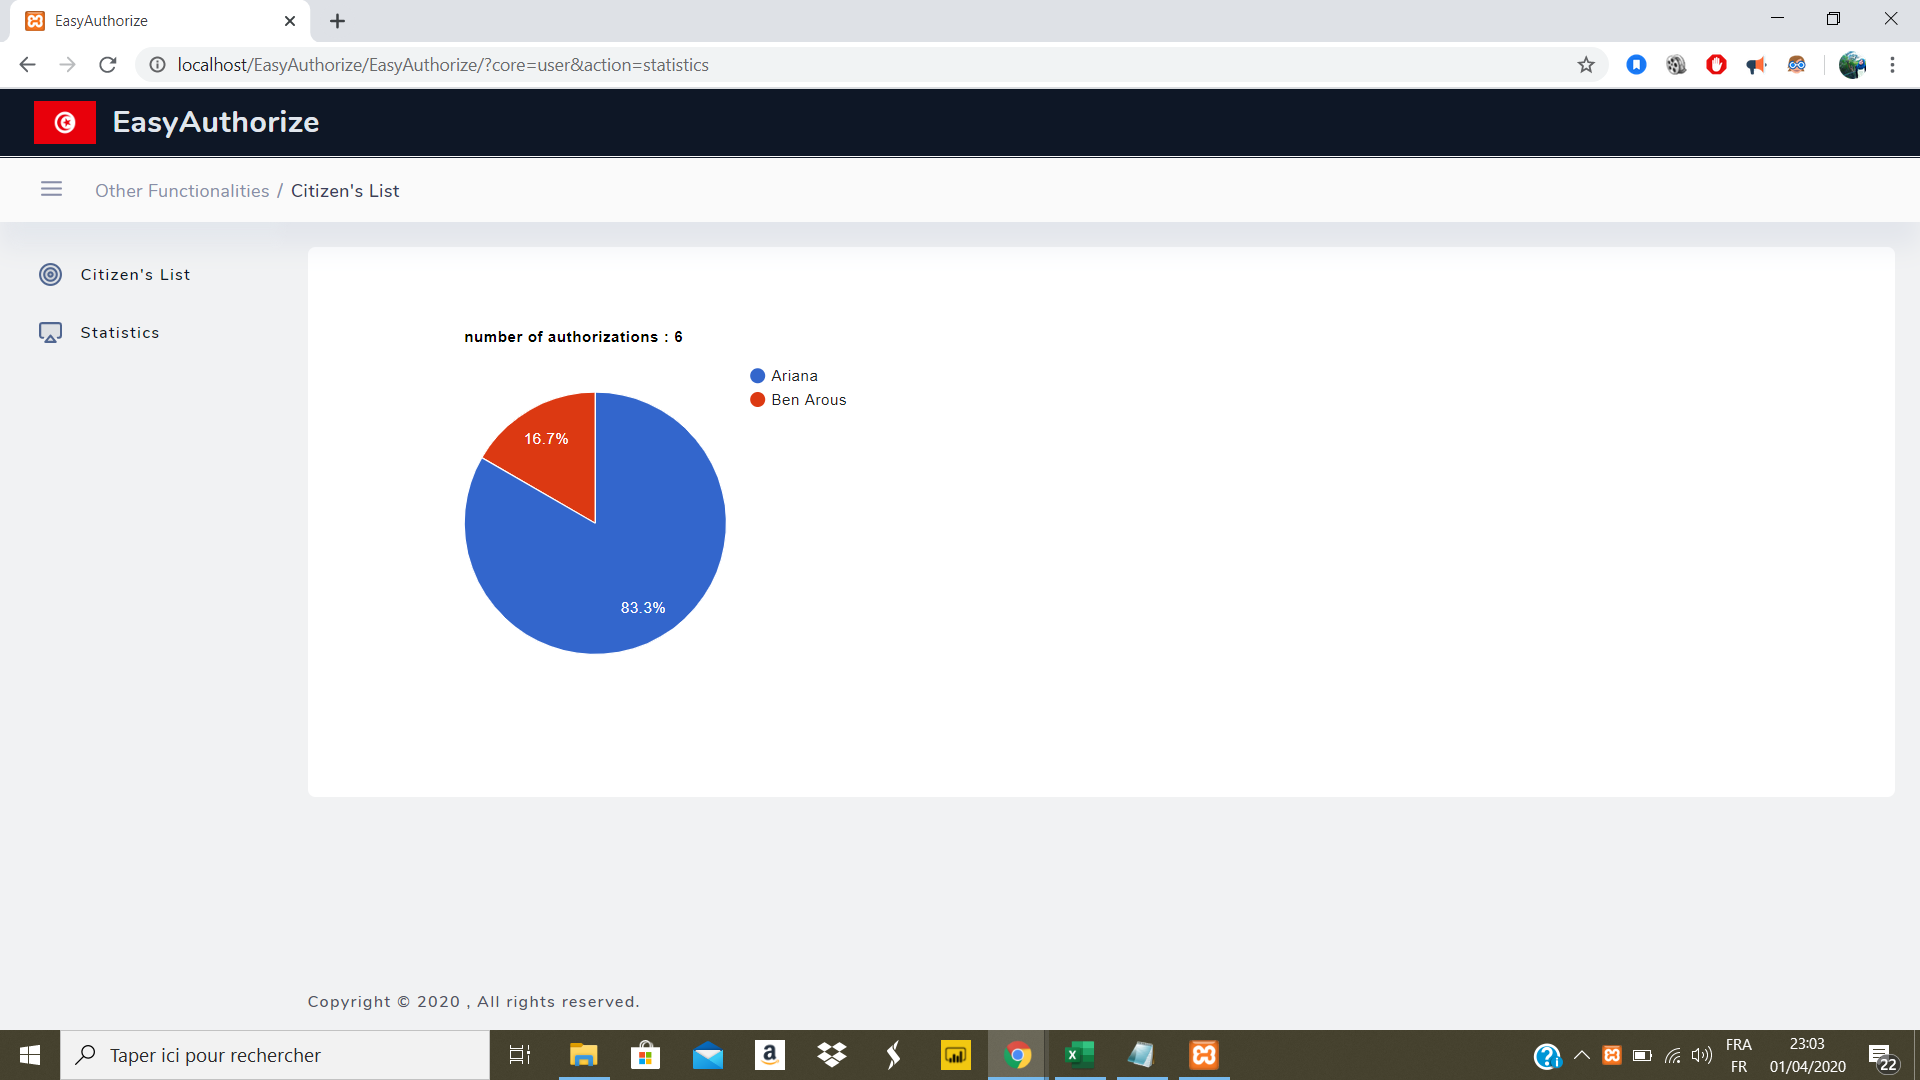 EasyAuthorize
localhost/EasyAuthorize/EasyAuthorize/?core=user&action=statistics
EasyAuthorize
Other Functionalities / Citizen's List
Citizen's List
Statistics
number of authorizations : 6
Ariana
Ben Arous
16.7%
83.3%
Copyright © 2020 , All rights reserved.
Taper ici pour rechercher
FRA
FR
23:03
01/04/2020
22